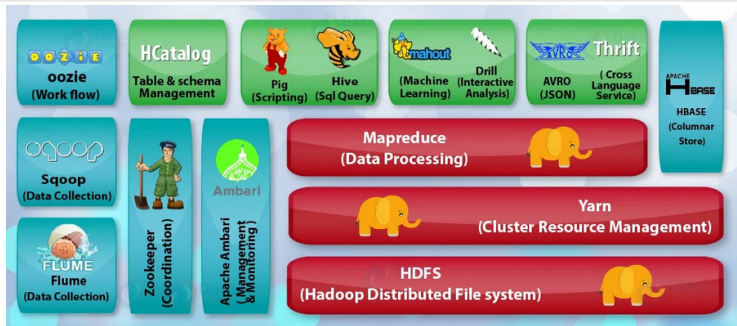 OOZIE
oozie
(Work flow)
HCatalog
Table & schema
Management
Pig
(Scripting)
Hive
(Sql Query)
mahout
(Machine
Learning)
Drill
(Interactive
Analysis)
AVRO
AVRO
(JSON)
Thrift
( Cross
Language
Service)
APACHE
HBASE
HBASE
(Columnar
Store)
sqoop
Sqoop
(Data Collection)
FLUME
Flume
(Data Collection)
Zookeeper
(Coordination)
Ambari
Apache Ambari
( Management
& Monitoring )
Mapreduce
(Data Processing)
Yarn
(Cluster Resource Management)
HDFS
(Hadoop Distributed File system)